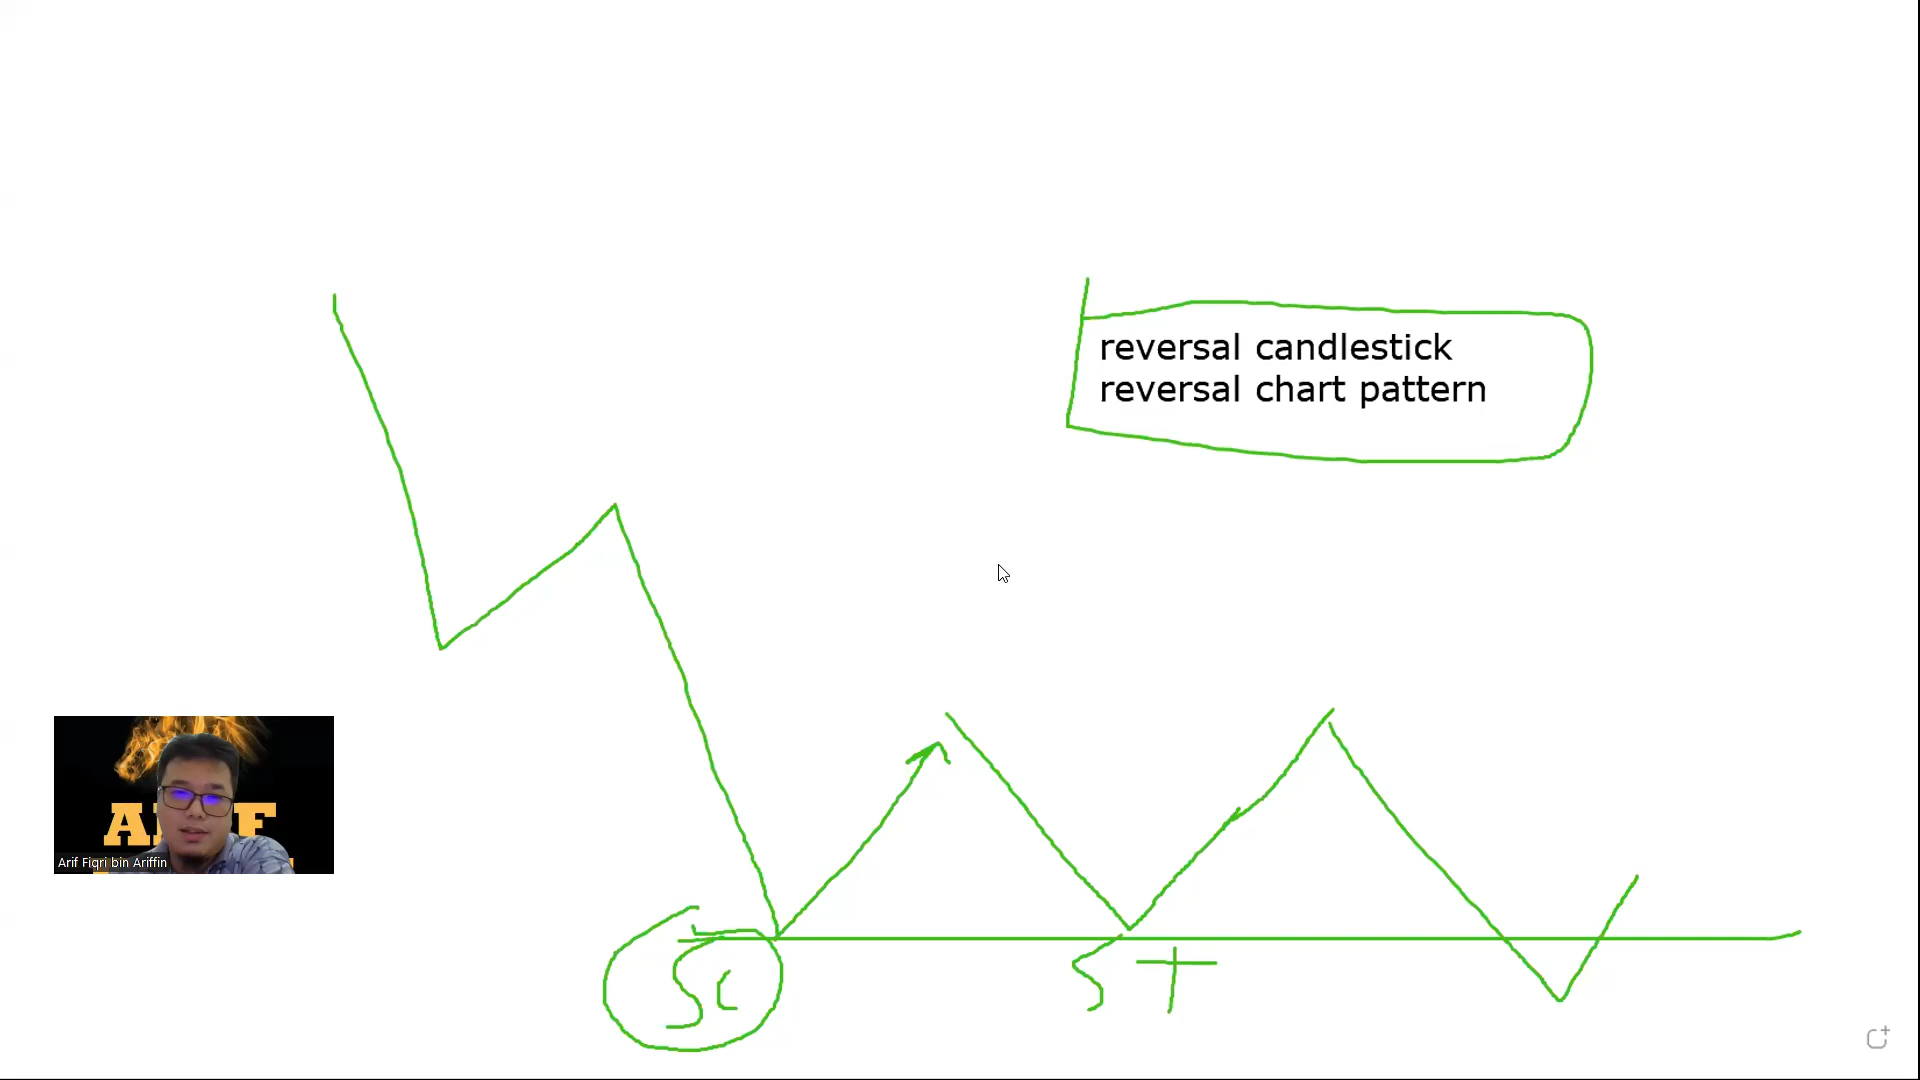 reversal candlestick
reversal chart pattern
Arif Fiqri bin Ariffin
SC
ST